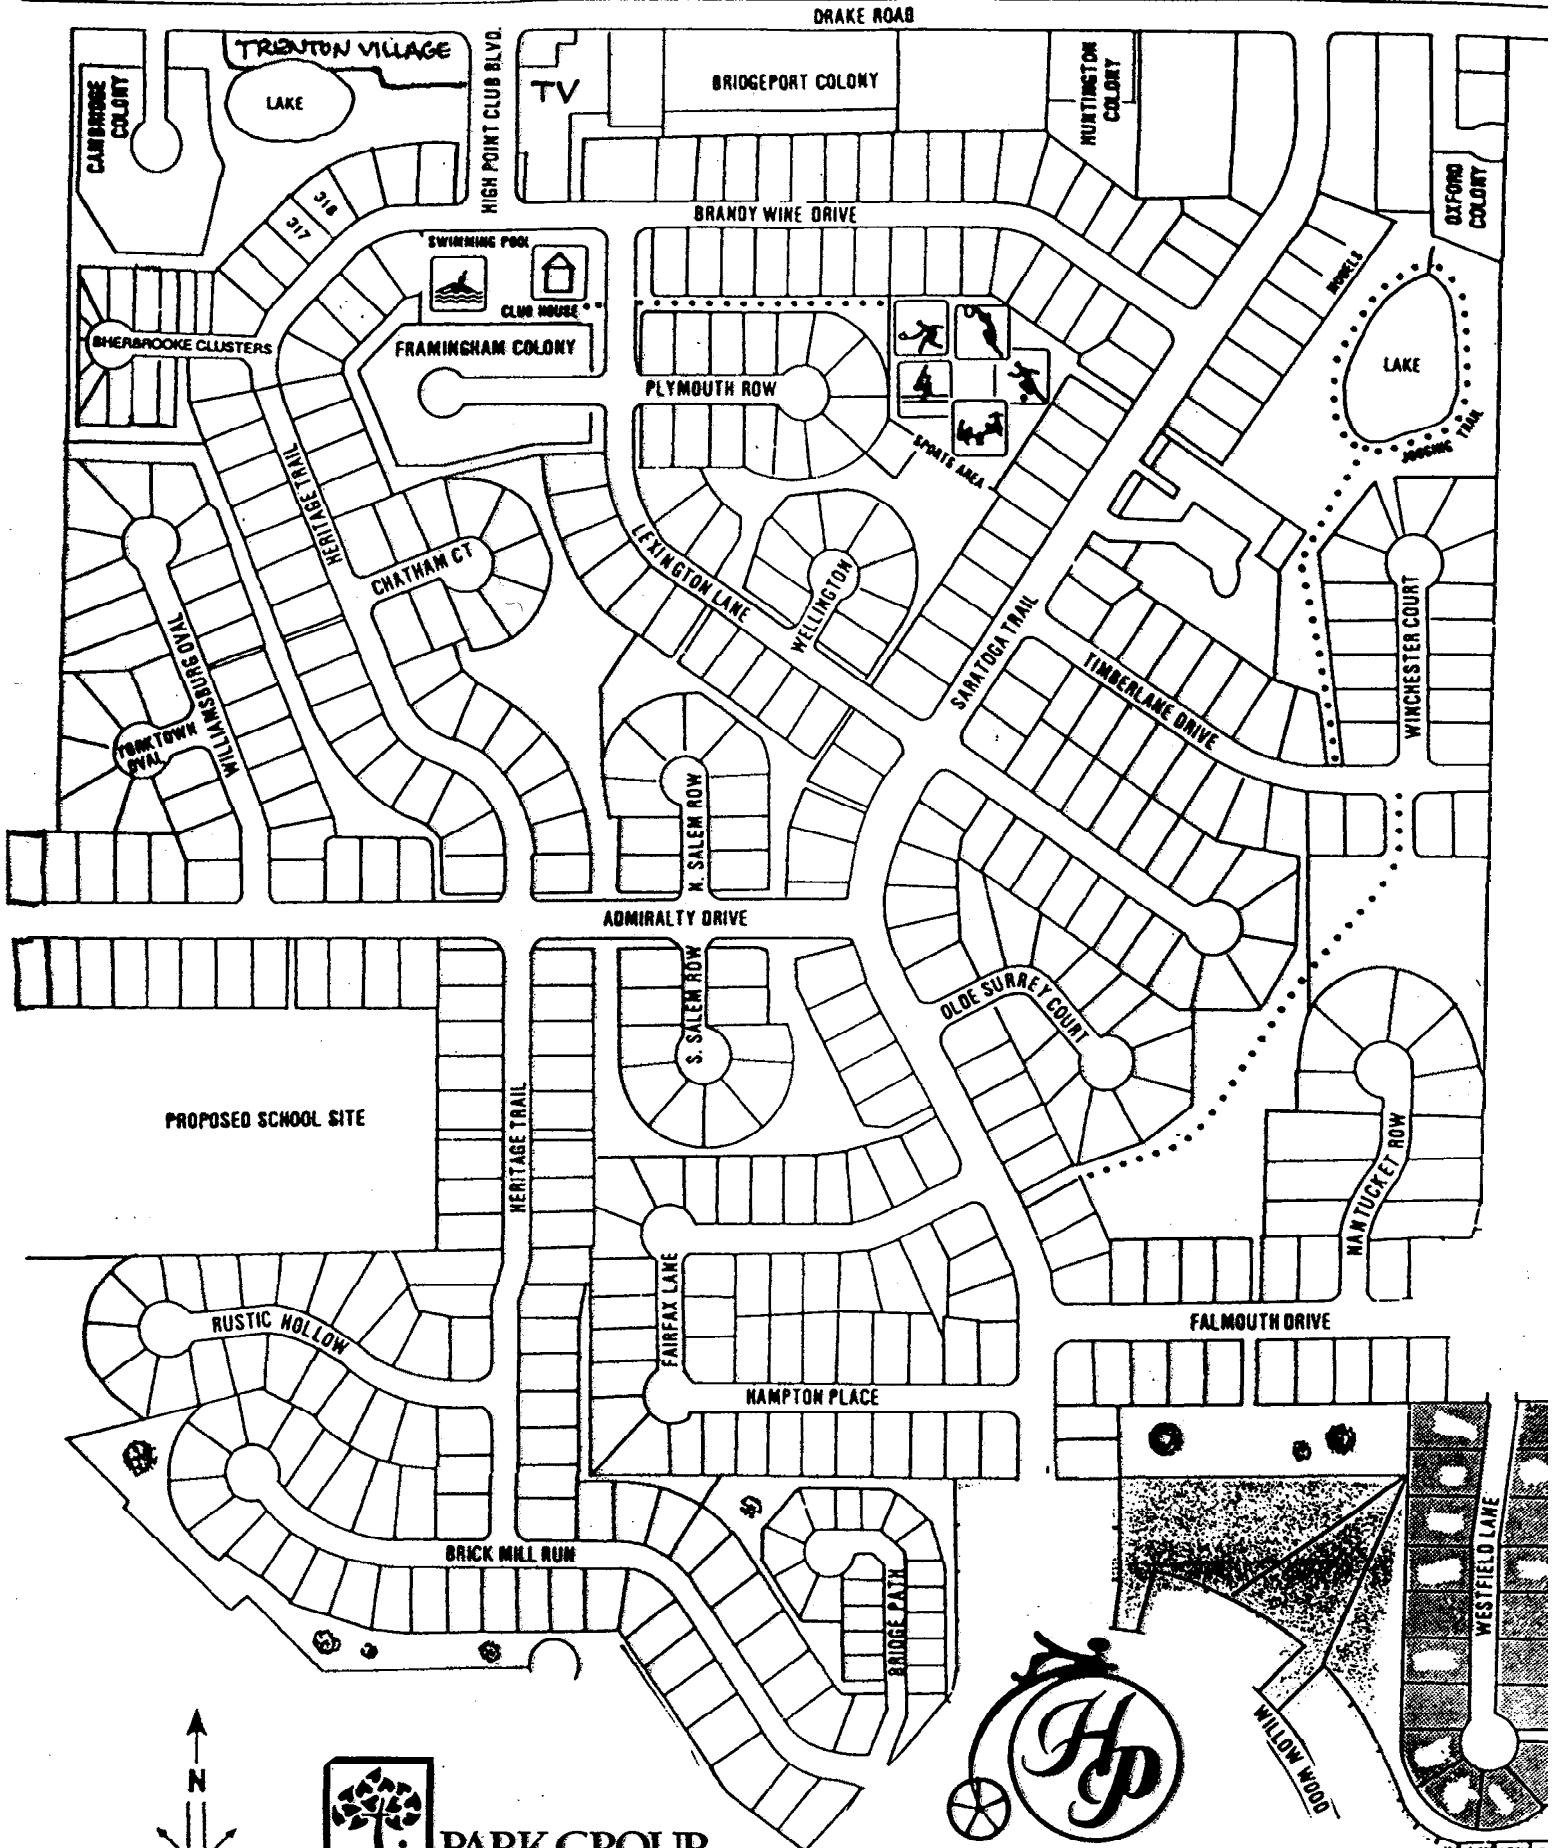 DRAKE ROAD
TRENTON VILLAGE
HIGH POINT CLUB BLVD.
TV
BRIDGEPORT COLONY
HUNTINGTON
COLONY
CAMBRIDGE
COLONY
LAKE
OXFORD
COLONY
318
317
BRANDYWINE DRIVE
SWIMMING POOL
CLUB HOUSE
MODELS
SHERBROOKE CLUSTERS
FRAMINGHAM COLONY
PLYMOUTH ROW
LAKE
JOGGING TRAIL
SPORTS AREA
HERITAGE TRAIL
CHATHAM CT
LEXINGTON LANE
WELLINGTON
SARATOGA TRAIL
TIMBERLANE DRIVE
WINCHESTER COURT
WILLIAMSBURG OVAL
YORKTOWN
OVAL
N. SALEM ROW
ADMIRALTY DRIVE
S. SALEM ROW
OLDE SURREY COURT
PROPOSED SCHOOL SITE
HERITAGE TRAIL
NANTUCKET ROW
RUSTIC HOLLOW
FAIRFAX LANE
FALMOUTH DRIVE
HAMPTON PLACE
BRICK MILL RUN
BRIDGE PATH
WESTFIELD LANE
WILLOW WOOD
HP
N
PARK GROUP